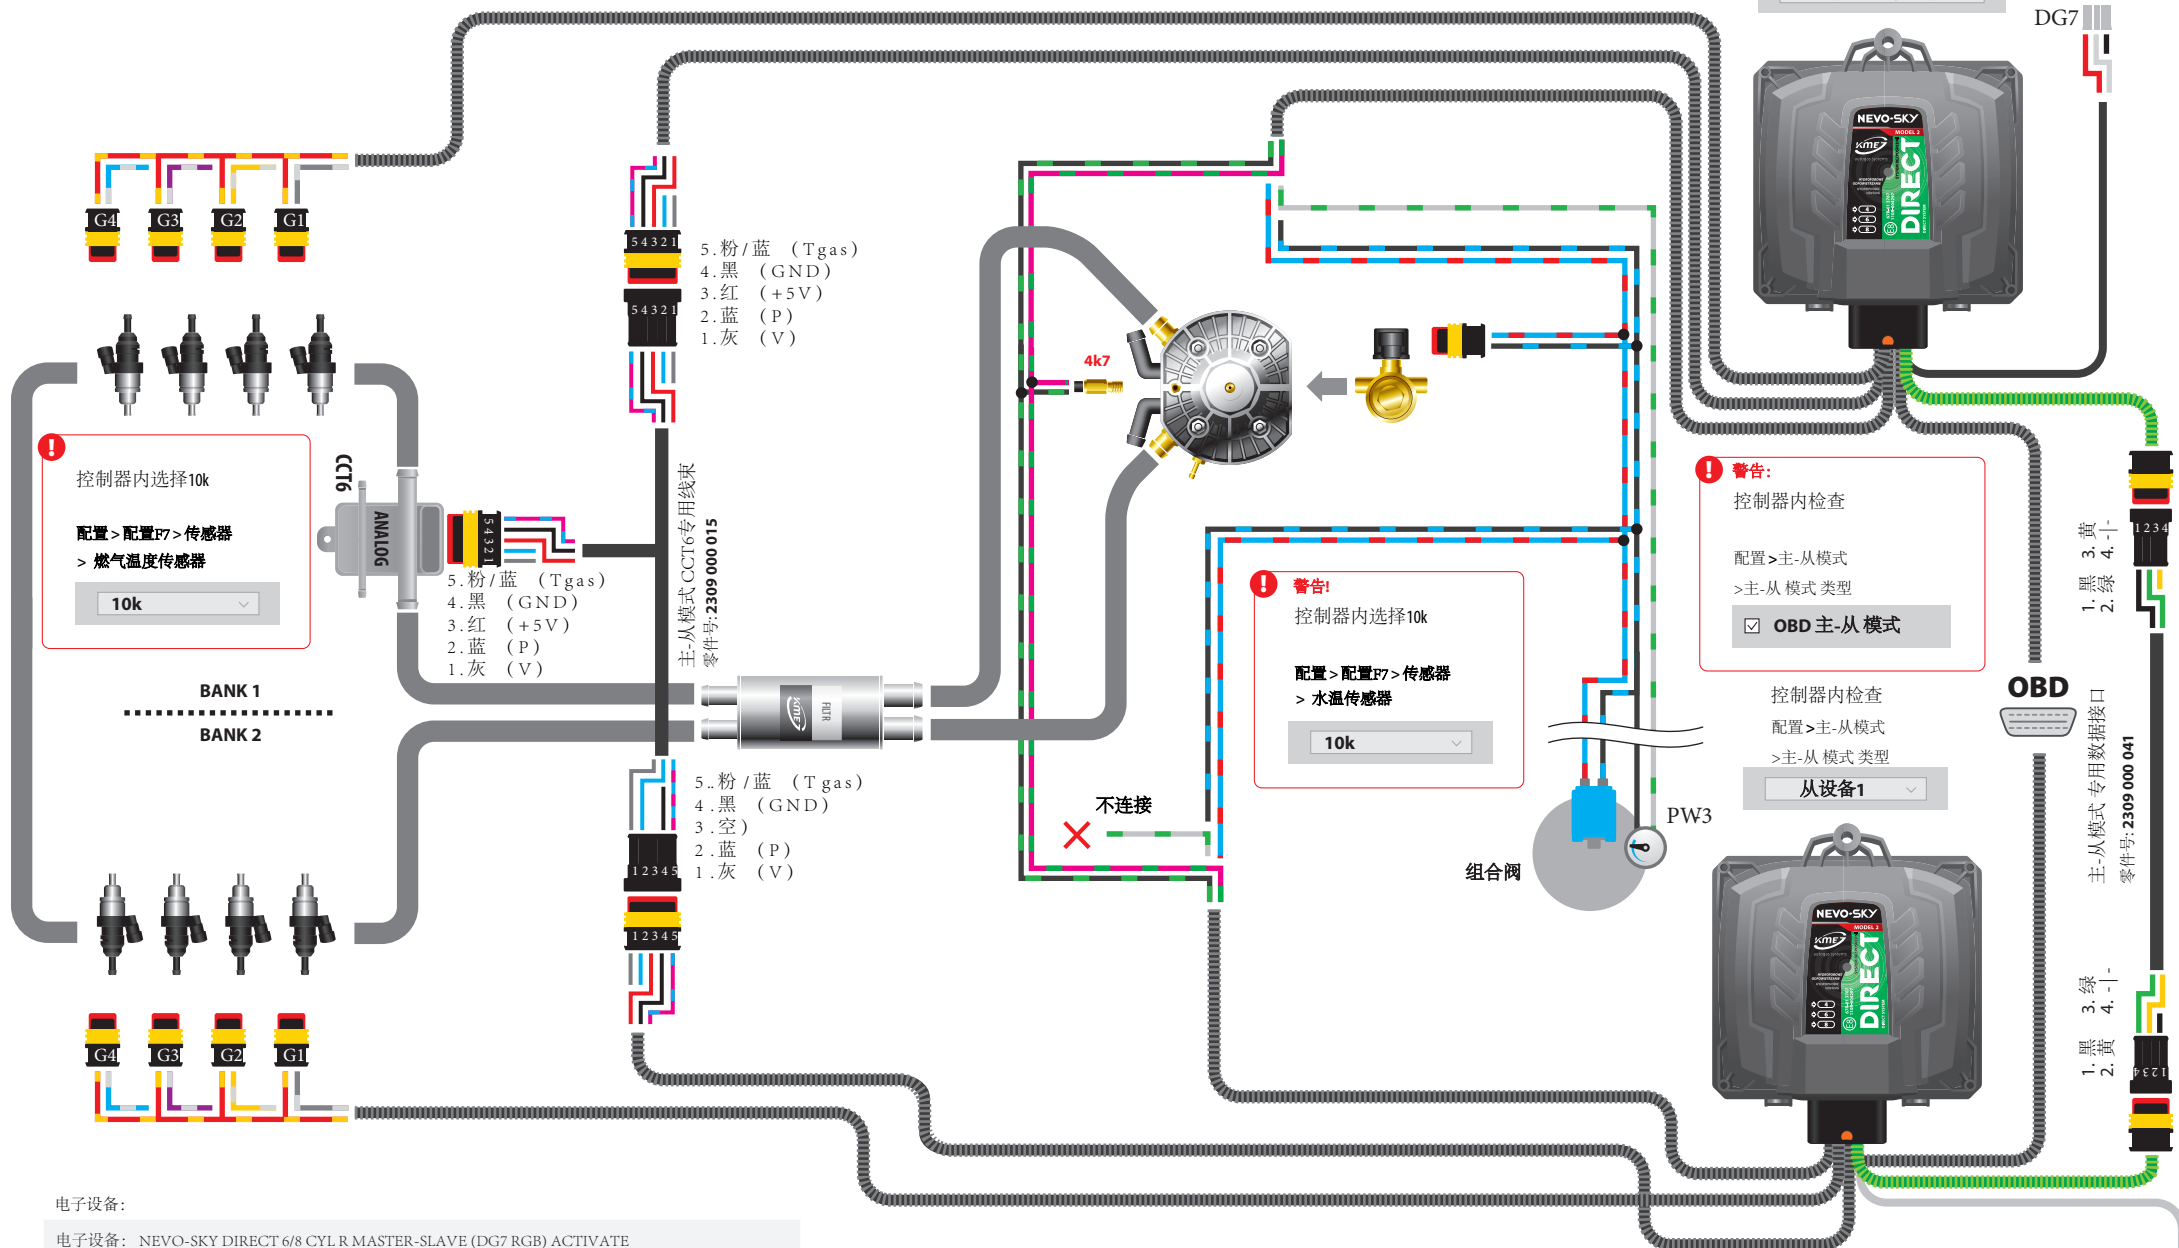 DG7
NEVO-SKY
MODEL 2
KME
DIRECT
G4
G3
G2
G1
5 4 3 2 1
5.粉/蓝 (Tgas)
4.黑 (GND)
3.红 (+5V)
2.蓝 (P)
1.灰 (V)
5 4 3 2 1
4k7
控制器内选择10k
配置 > 配置F7 > 传感器
> 燃气温度传感器
10k
CCT6
ANALOG
5 4 3 2 1
5.粉/蓝 (Tgas)
4.黑 (GND)
3.红 (+5V)
2.蓝 (P)
1.灰 (V)
主-从模式 CCT6专用线束
零件号: 2309 000 015
警告:
控制器内检查
配置 >主-从模式
>主-从 模式 类型
OBD 主-从 模式
1 2 3 4
1. 黑 3. 黄
2. 绿 4. -|-
警告!
控制器内选择10k
配置 > 配置F7 > 传感器
> 水温传感器
10k
BANK 1
BANK 2
KME
FILTR
控制器内检查
配置 >主-从模式
>主-从 模式 类型
从设备1
OBD
主-从模式 专用数据接口
零件号: 2309 000 041
5..粉 /蓝 (Tgas)
4 .黑 (GND)
3 .空)
2 .蓝 (P)
1 .灰 (V)
1 2 3 4 5
1 2 3 4 5
不连接
PW3
组合阀
NEVO-SKY
MODEL 2
KME
DIRECT
1. 黑 3. 绿
2. 黄 4. -|-
1 2 3 4
G4
G3
G2
G1
电子设备:
电子设备: NEVO-SKY DIRECT 6/8 CYL R MASTER-SLAVE (DG7 RGB) ACTIVATE